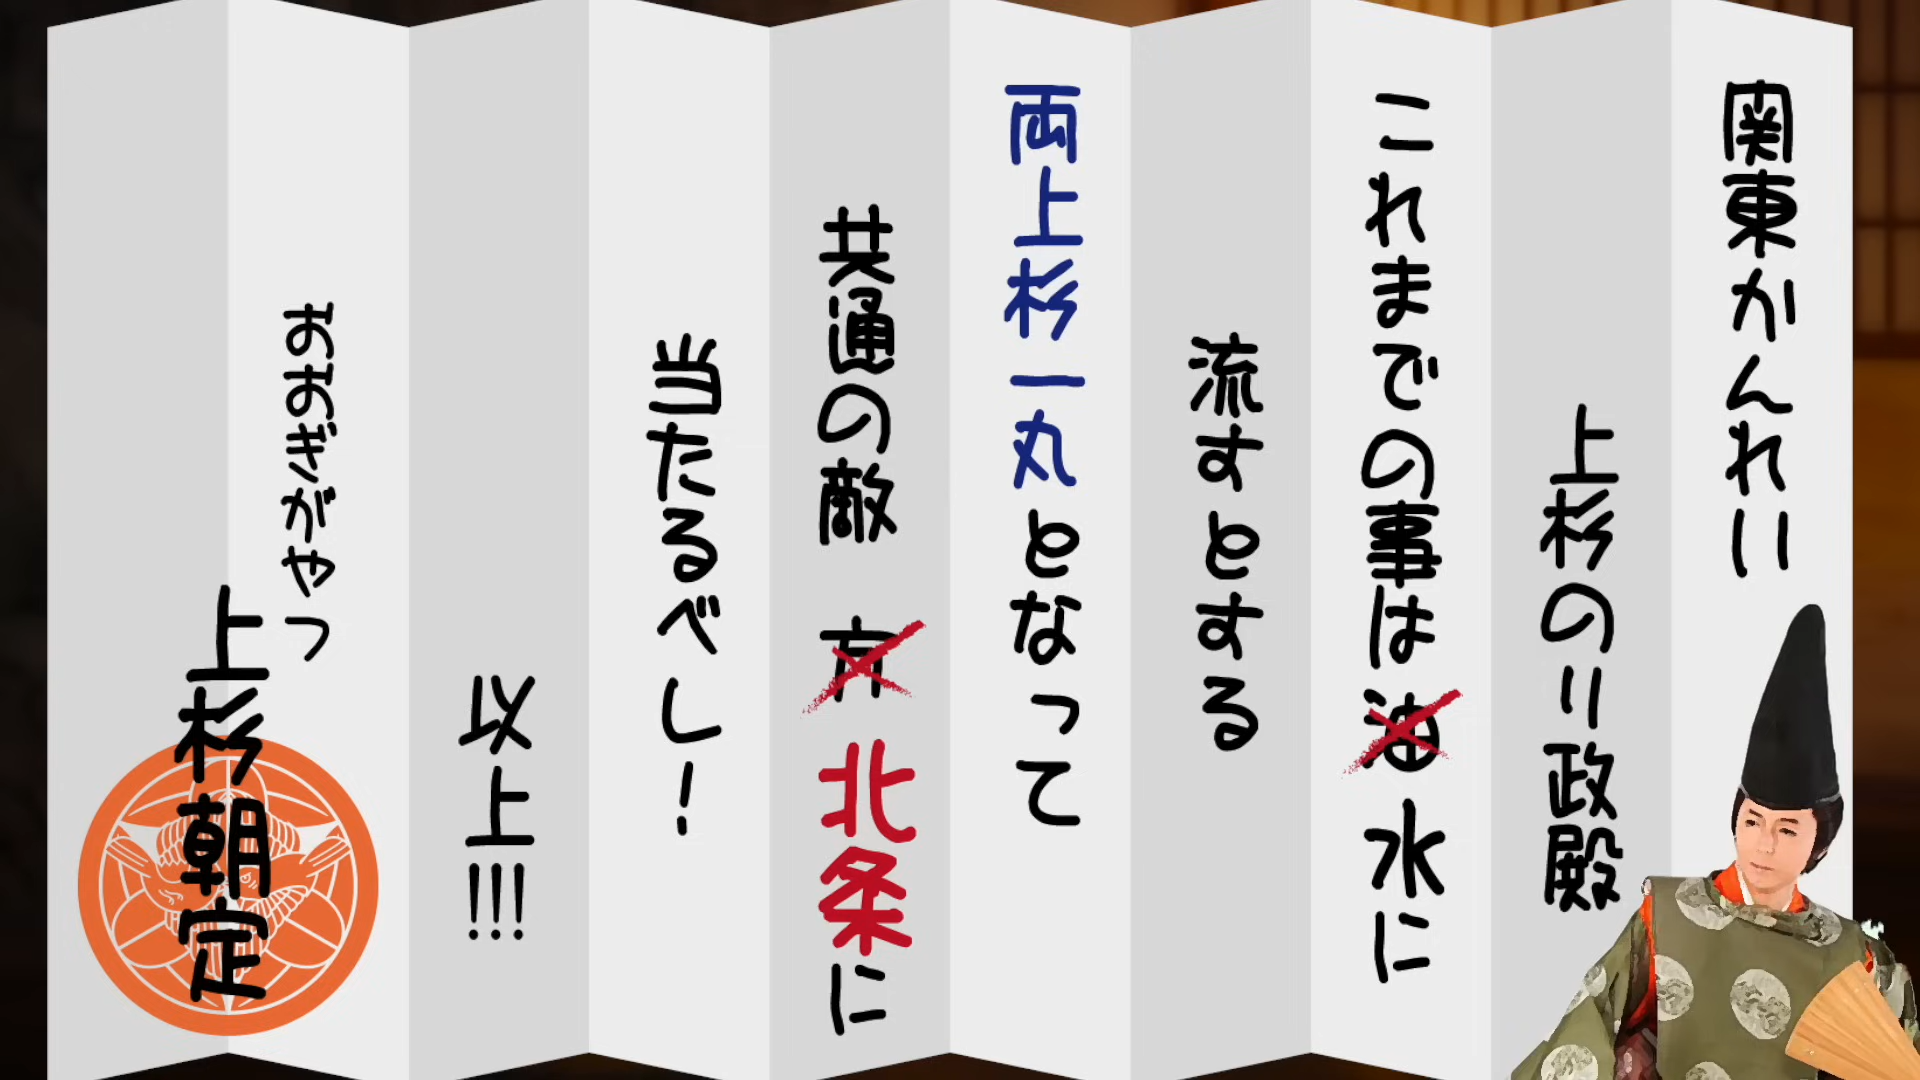 関東かんれい
上杉のり政殿
これまでの事は油水に
流すとする
両上杉一丸となって
共通の敵 北条に
当たるべし!
以上!!!
おおぎがやつ
上杉朝定